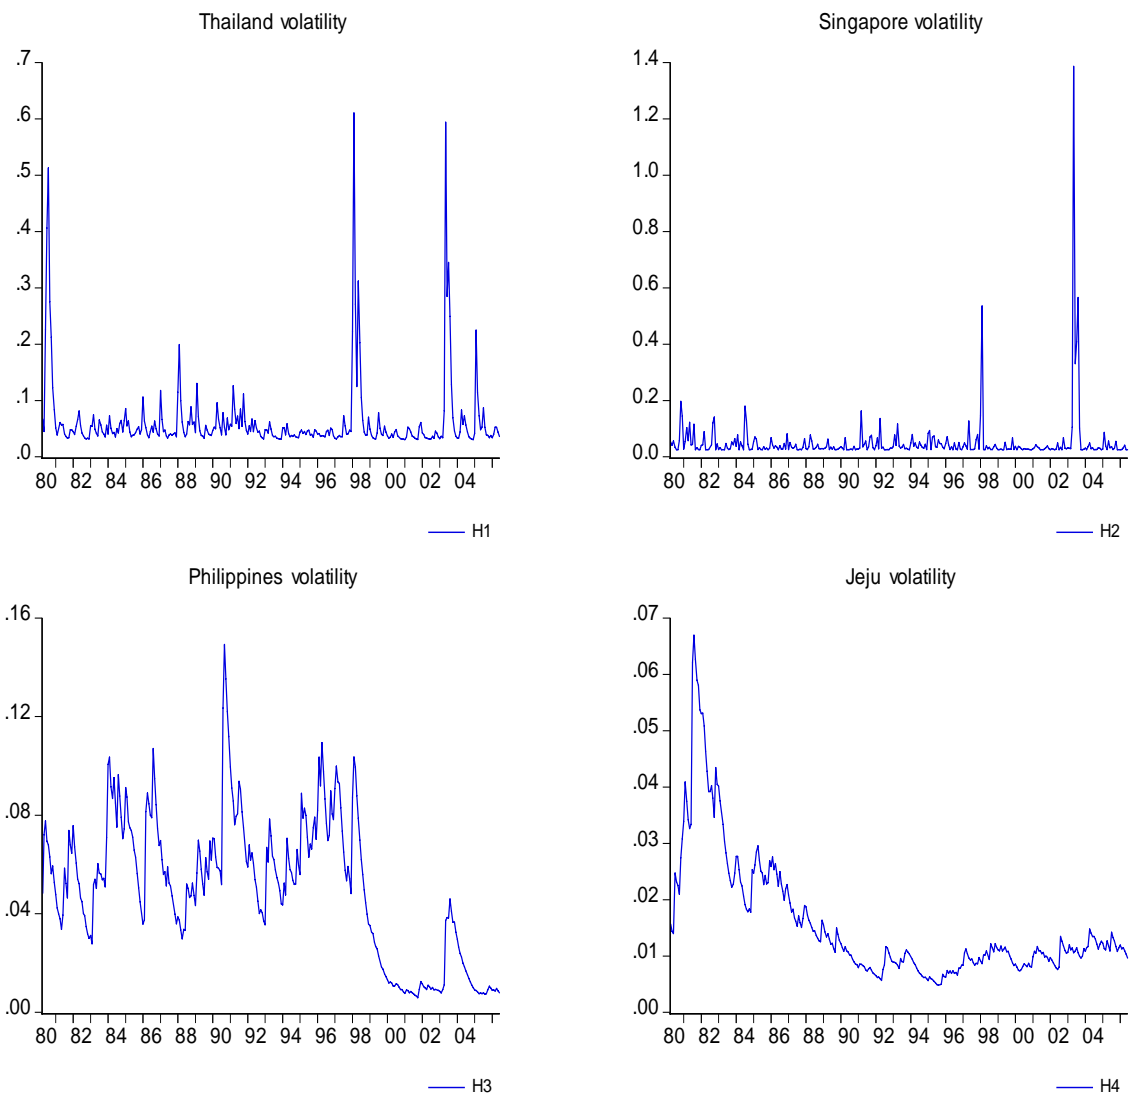 Thailand volatility
.7
.6
.5
.4
.3
.2
.1
.0
80 82 84 86 88 90 92 94 96 98 00 02 04
H1
Singapore volatility
1.4
1.2
1.0
0.8
0.6
0.4
0.2
0.0
80 82 84 86 88 90 92 94 96 98 00 02 04
H2
Philippines volatility
.16
.12
.08
.04
.00
80 82 84 86 88 90 92 94 96 98 00 02 04
H3
Jeju volatility
.07
.06
.05
.04
.03
.02
.01
.00
80 82 84 86 88 90 92 94 96 98 00 02 04
H4